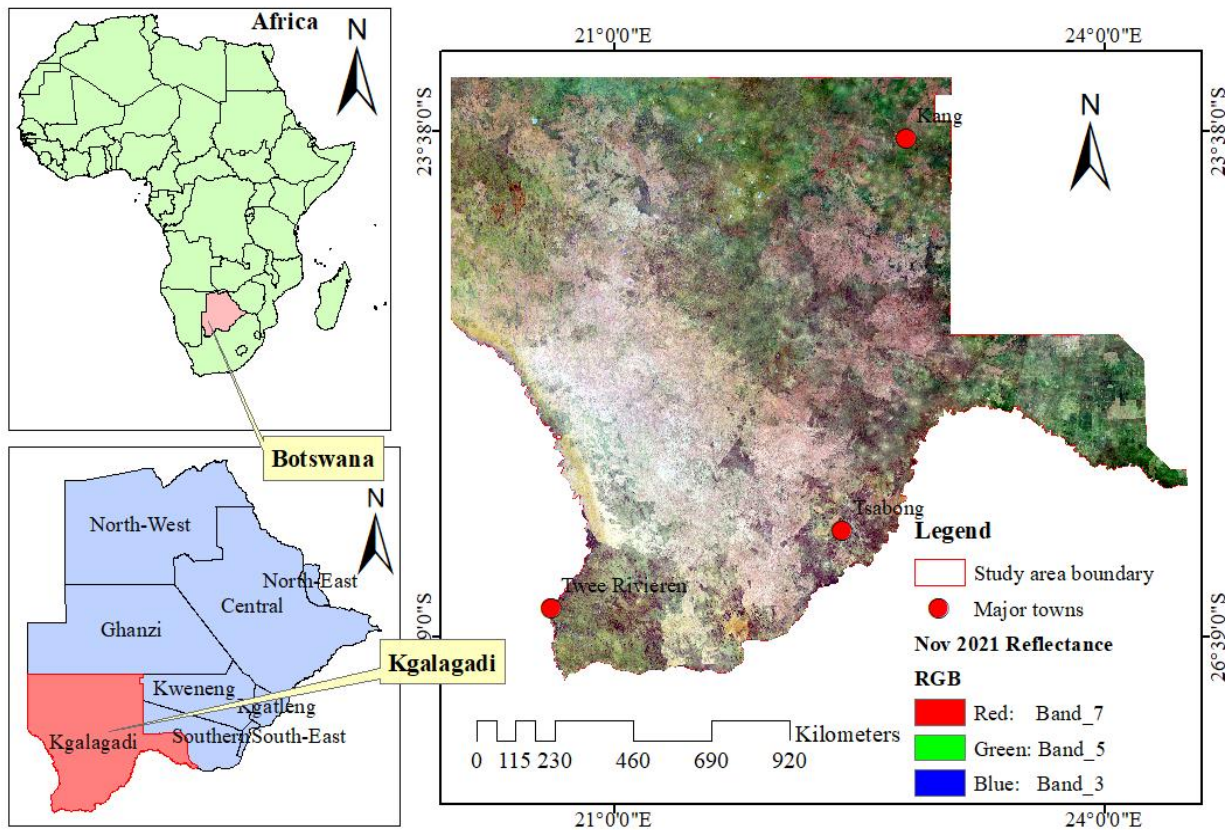 Africa
N
Botswana
N
North-West
North-East
Central
Ghanzi
Kgalagadi
Kweneng
Kgatleng
Kgalagadi
Southern
South-East
21°0'0"E
24°0'0"E
23°38'0"S
23°38'0"S
Kang
N
Tsabong
Twee Rivieren
Legend
Study area boundary
Major towns
9'0"S
26°39'0"S
Nov 2021 Reflectance
RGB
Red: Band_7
Green: Band_5
Blue: Band_3
Kilometers
0 115 230 460 690 920
21°0'0"E
24°0'0"E